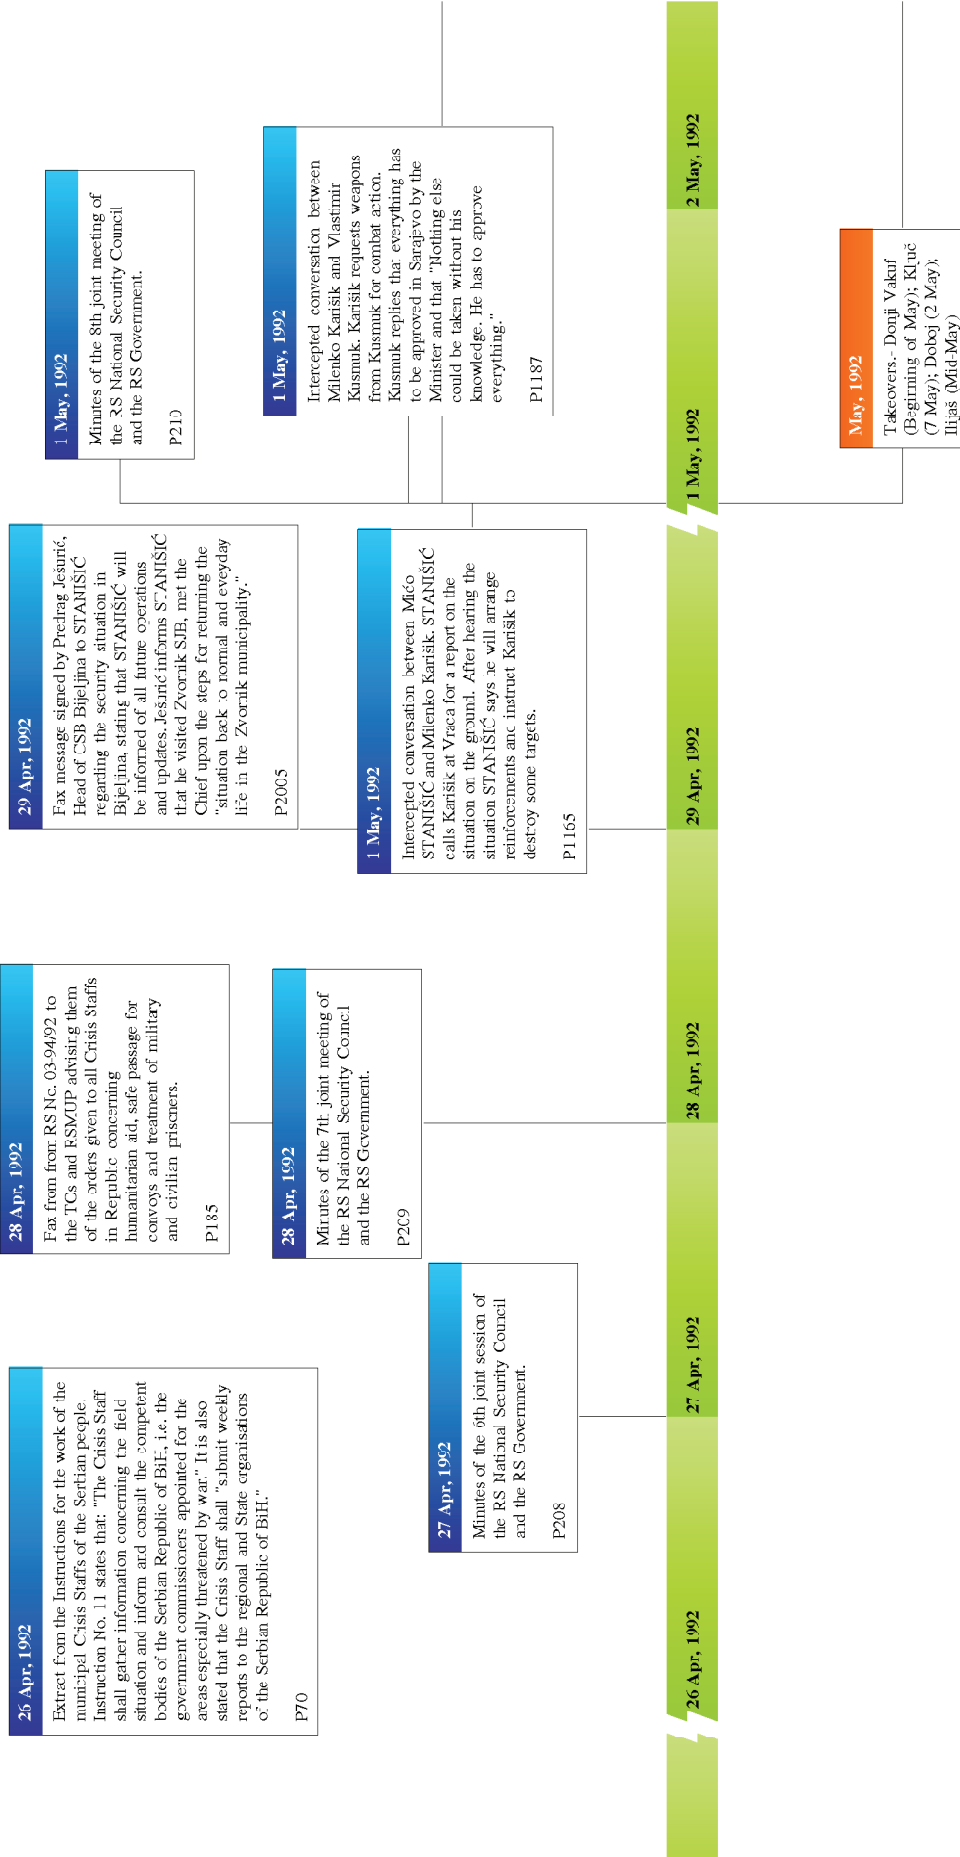 26 Apr, 1992
Extract from the Instructions for the work of the
municipal Crisis Staffs of the Serbian people.
Instruction No. 11 states that: "The Crisis Staff
shall gather information concerning the field
situation and inform and consult the competent
bodies of the Serbian Republic of BiH, i.e. the
government commissioners appointed for the
areas especially threatened by war." It is also
stated that the Crisis Staff shall "submit weekly
reports to the regional and State organisations
of the Serbian Republic of BiH."
P70
27 Apr, 1992
Minutes of the 6th joint session of
the RS National Security Council
and the RS Government.
P208
28 Apr, 1992
Fax from from RS No. 03-94/92 to
the TCs and RSMUP advising them
of the orders given to all Crisis Staffs
in Republic concerning
humanitarian aid, safe passage for
convoys and treatment of military
and civilian prisoners.
P185
28 Apr, 1992
Minutes of the 7th joint meeting of
the RS National Security Council
and the RS Government.
P209
29 Apr, 1992
Fax message signed by Predrag Ješurić,
Head of CSB Bijeljina to STANIŠIĆ
regarding the security situation in
Bijeljina, stating that STANIŠIĆ will
be informed of all future operations
and updates. Ješurić informs STANIŠIĆ
that he visited Zvornik SJB, met the
Chief upon the steps for returning the
"situation back to normal and eveyday
life in the Zvornik municipality."
P2005
1 May, 1992
Intercepted conversation between Mićo
STANIŠIĆ and Milenko Karišik. STANIŠIĆ
calls Karišik at Vraca for a report on the
situation on the ground. After hearing the
situation STANIŠIĆ says he will arrange
reinforcements and instruct Karišik to
destroy some targets.
P1165
1 May, 1992
Minutes of the 8th joint meeting of
the RS National Security Council
and the RS Government.
P210
1 May, 1992
Intercepted conversation between
Milenko Karišik and Vlastimir
Kusmuk. Karišik requests weapons
from Kusmuk for combat action.
Kusmuk replies that everything has
to be approved in Sarajevo by the
Minister and that "Nothing else
could be taken without his
knowledge. He has to approve
everything."
P1187
26 Apr, 1992
27 Apr, 1992
28 Apr, 1992
29 Apr, 1992
1 May, 1992
2 May, 1992
May, 1992
Takeovers.- Donji Vakuf
(Beginning of May); Ključ
(7 May); Doboj (2 May);
Ilijaš (Mid-May)